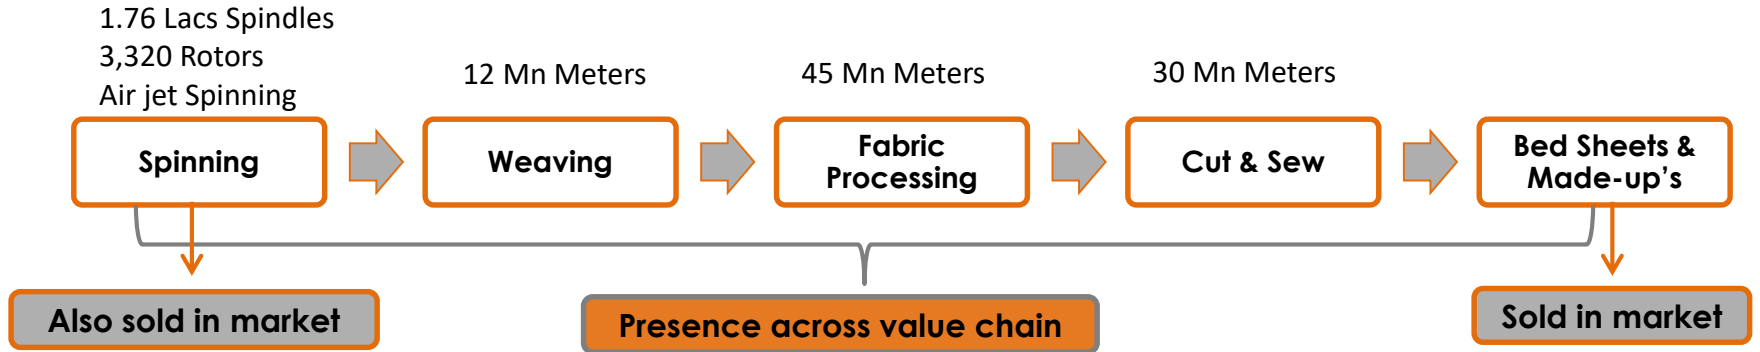 1.76 Lacs Spindles
3,320 Rotors
Air jet Spinning
12 Mn Meters
45 Mn Meters
30 Mn Meters
Spinning
Weaving
Fabric
Processing
Cut & Sew
Bed Sheets &
Made-up’s
Also sold in market
Presence across value chain
Sold in market